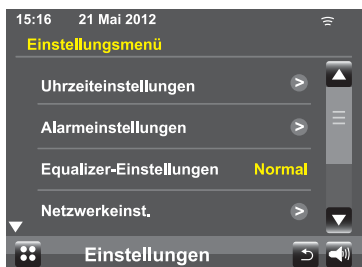 15:16 21 Mai 2012
Einstellungsmenü
Uhrzeiteinstellungen
Alarmeinstellungen
Equalizer-Einstellungen Normal
Netzwerkeinst.
Einstellungen